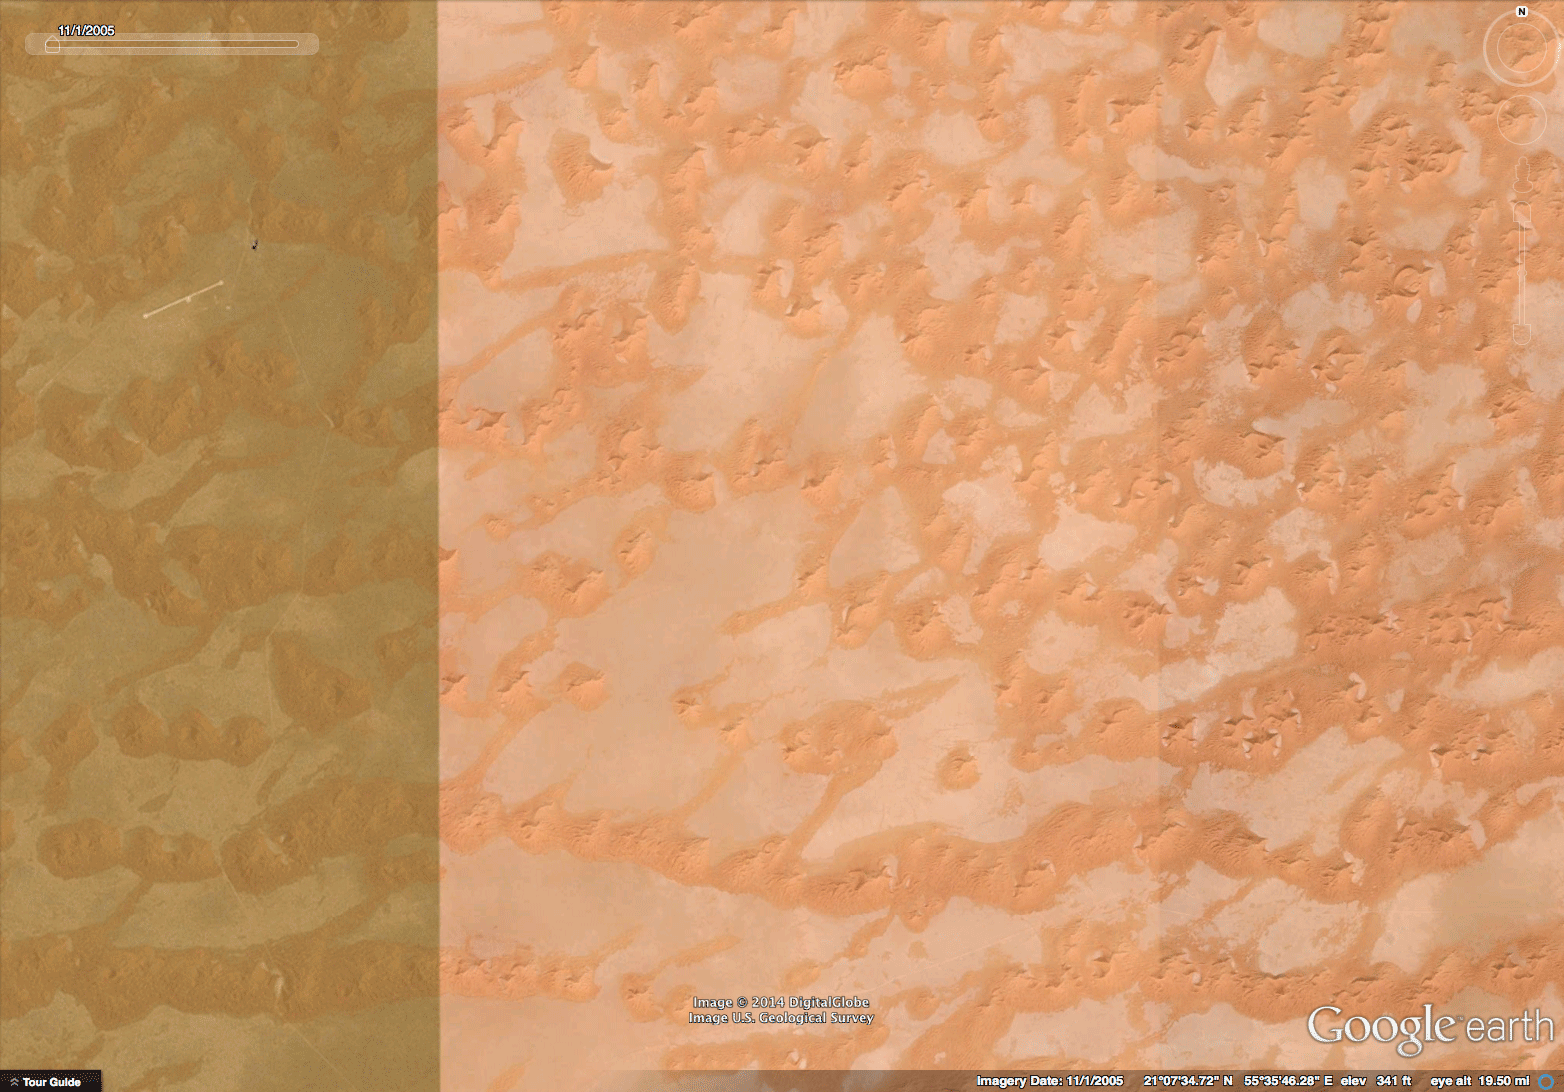 11/1/2005
N
Image © 2014 DigitalGlobe
Image U.S. Geological Survey
Google earth
Tour Guide
Imagery Date: 11/1/2005 21°07'34.72" N 55°35'46.28" E elev 341 ft eye alt 19.50 mi